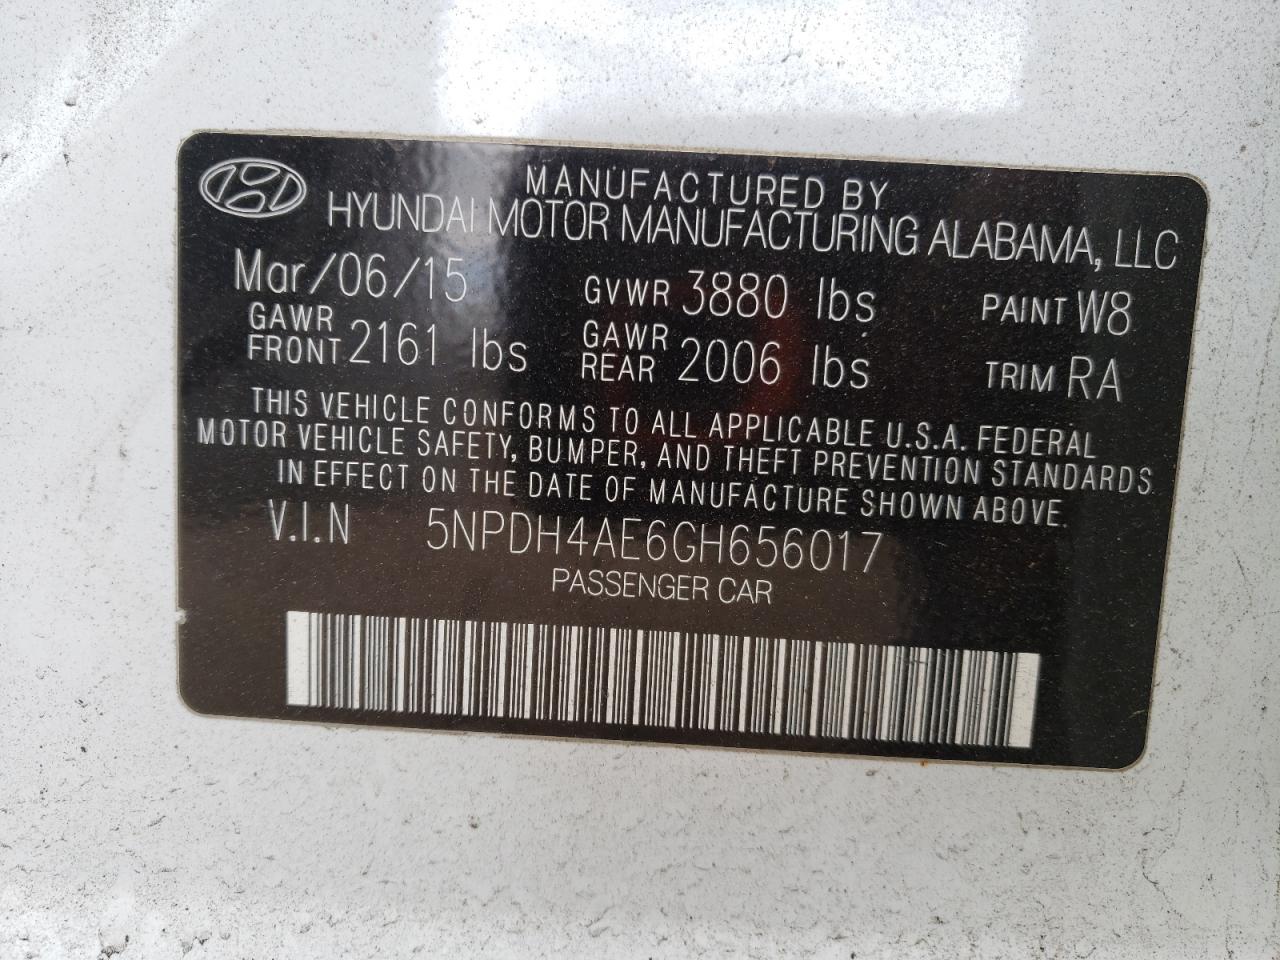 MANUFACTURED BY
HYUNDAI MOTOR MANUFACTURING ALABAMA, LLC
Mar/06/15 GVWR 3880 lbs PAINT W8
GAWR FRONT 2161 lbs GAWR REAR 2006 lbs TRIM RA
THIS VEHICLE CONFORMS TO ALL APPLICABLE U.S.A. FEDERAL
MOTOR VEHICLE SAFETY, BUMPER, AND THEFT PREVENTION STANDARDS
IN EFFECT ON THE DATE OF MANUFACTURE SHOWN ABOVE.
V.I.N 5NPDH4AE6GH656017
PASSENGER CAR